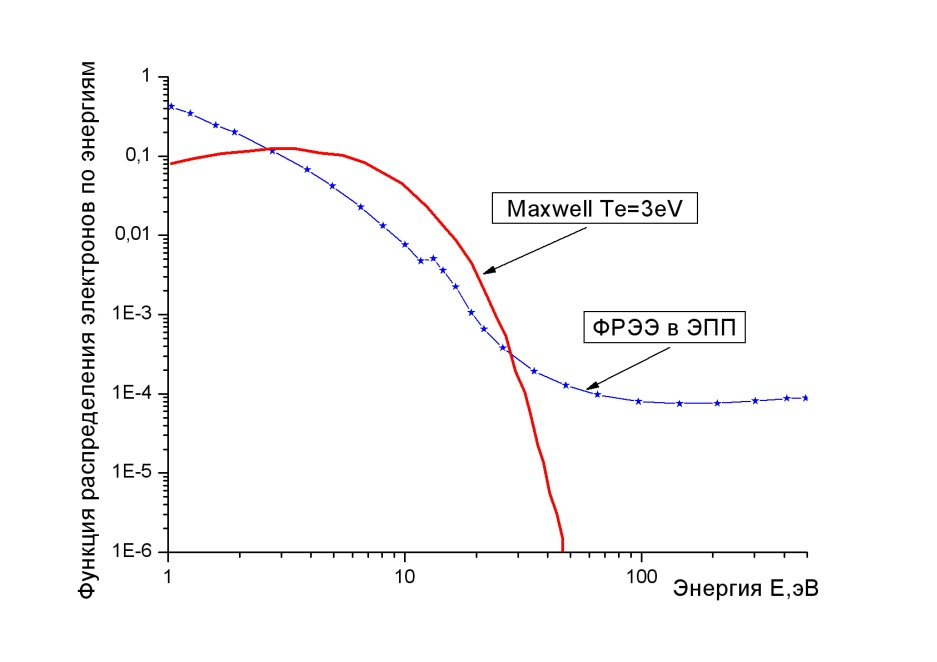 Функция распределения электронов по энергиям
1
0,1
0,01
1E-3
1E-4
1E-5
1E-6
Maxwell Te=3eV
ФРЭЭ в ЭПП
1
10
100
Энергия E,эВ